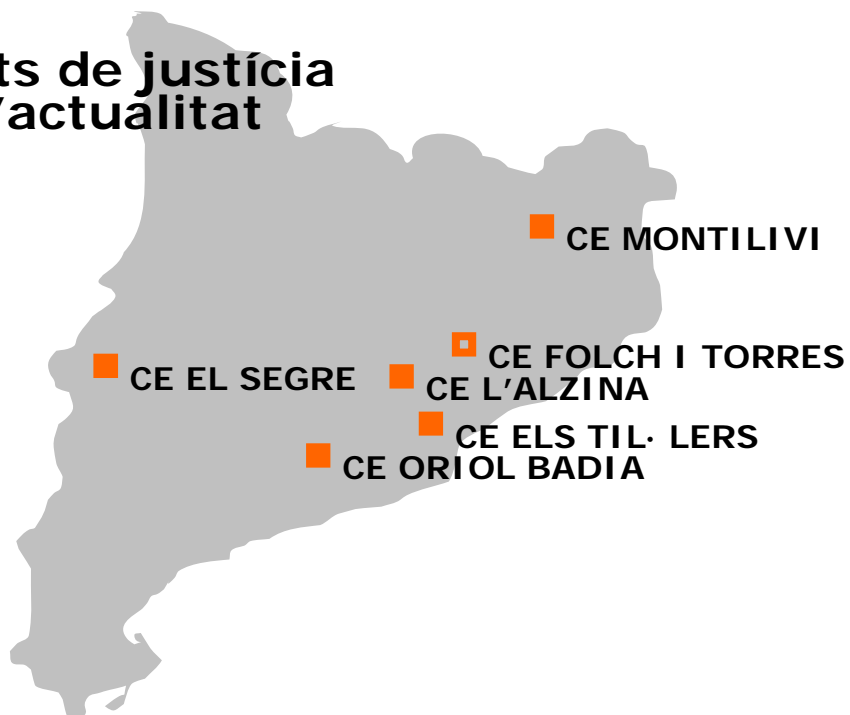 ts de justícia
'actualitat
CE MONTILIVI
CE FOLCH I TORRES
CE EL SEGRE
CE L'ALZINA
CE ELS TIL· LERS
CE ORIOL BADIA